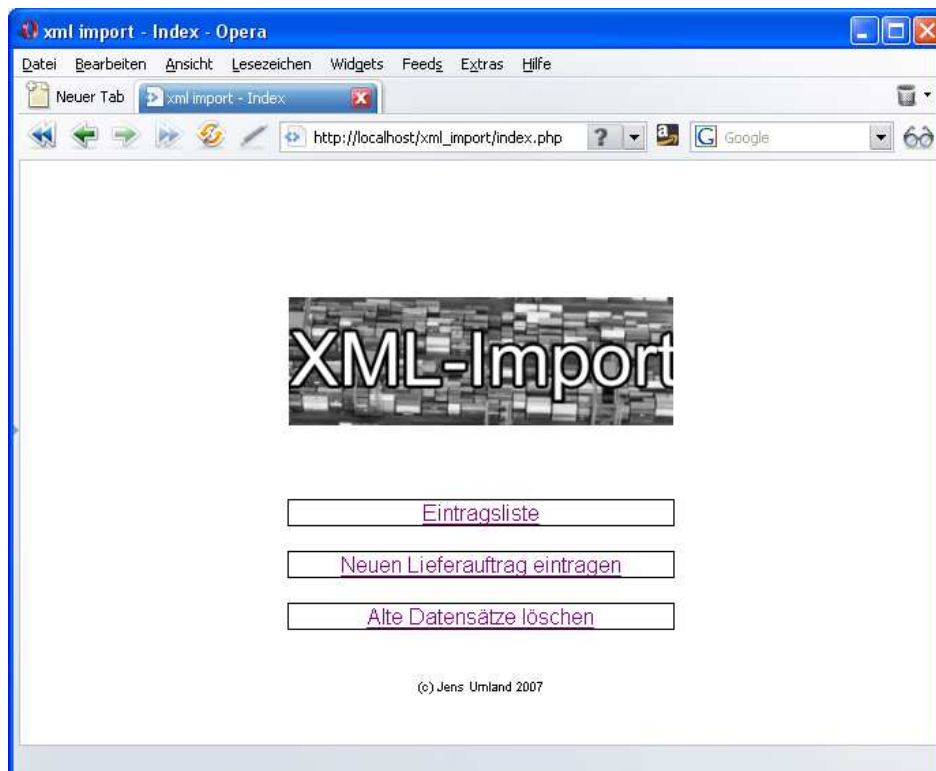 xml import - Index - Opera
Datei Bearbeiten Ansicht Lesezeichen Widgets Feeds Extras Hilfe
Neuer Tab xml import - Index
http://localhost/xml_import/index.php ? a G Google
XML-Import
Eintragsliste
Neuen Lieferauftrag eintragen
Alte Datensätze löschen
(c) Jens Umland 2007